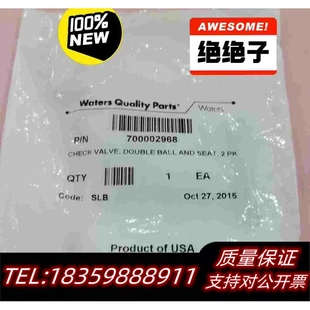 100%
NEW
AWESOME!
绝绝子
Waters Quality Parts
Waters
P/N
700002968
CHECK VALVE, DOUBLE BALL AND SEAT, 2 PK
QTY
1 EA
Code: SLB
Oct 27, 2015
Product of USA
TEL:18359888911
质量保证
支持对公开票